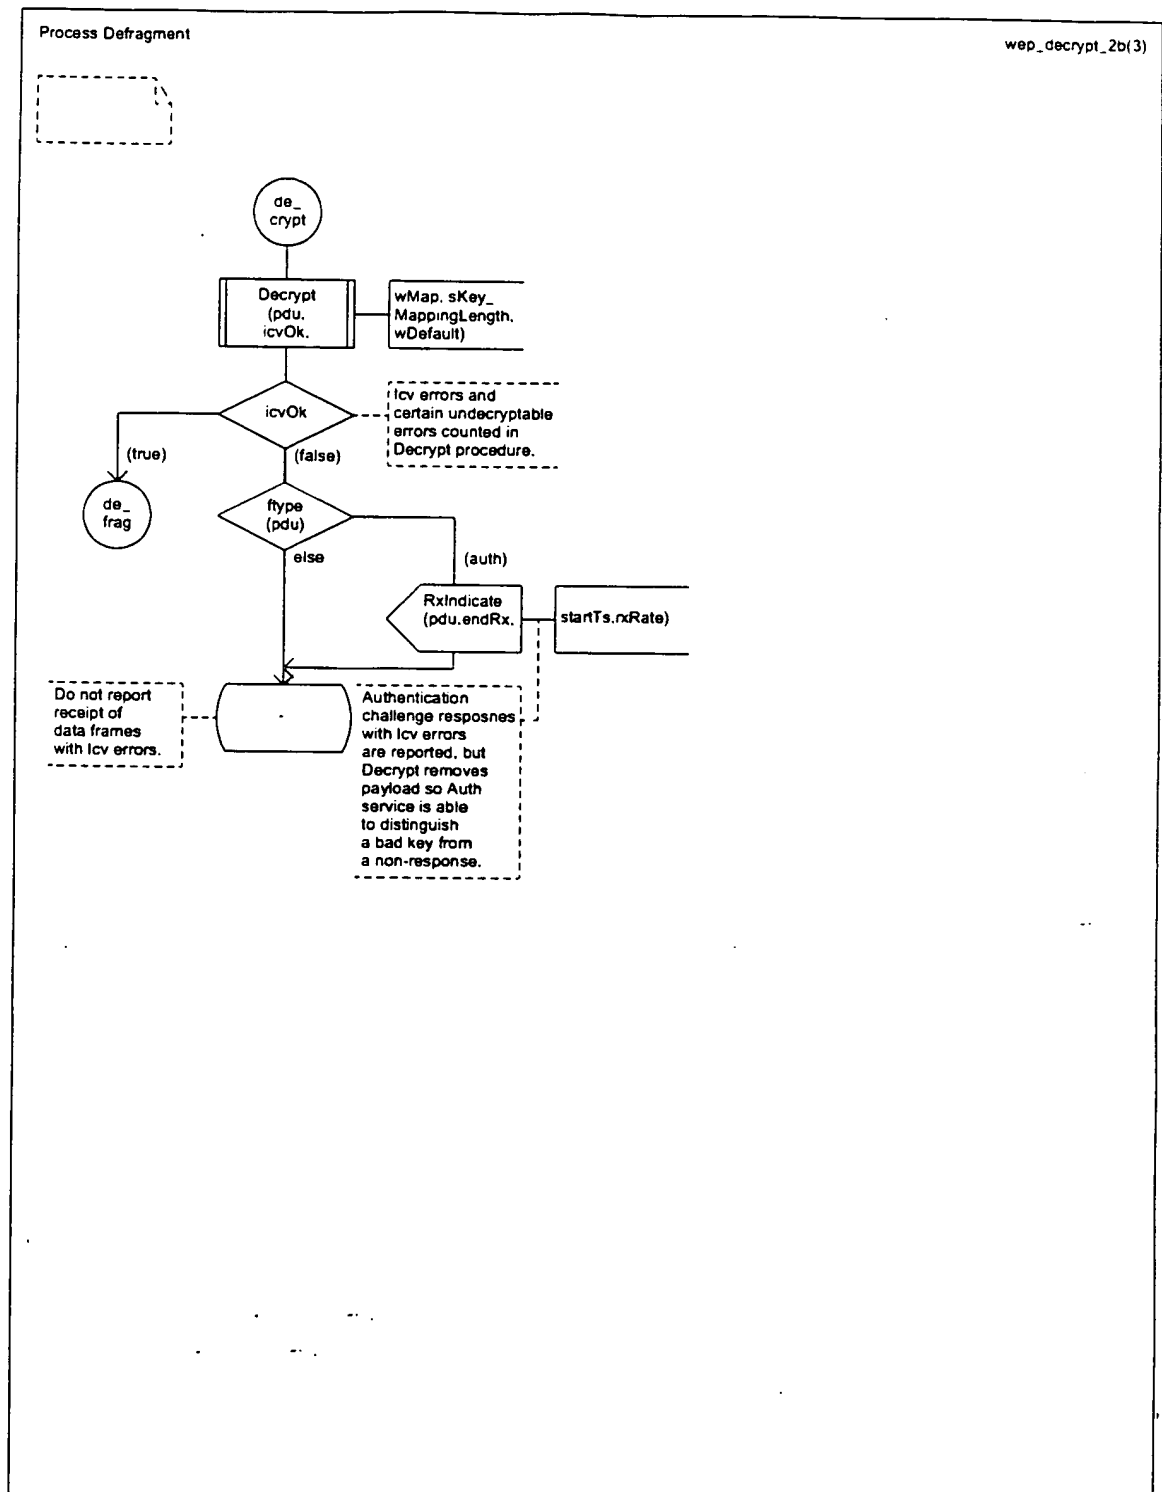 Process Defragment
wep_decrypt_2b(3)
de_
crypt
Decrypt
(pdu,
icvOk,
wMap, sKey_
MappingLength,
wDefault)
icvOk
Icv errors and
certain undecryptable
errors counted in
Decrypt procedure.
(true)
(false)
de_
frag
ftype
(pdu)
else
(auth)
RxIndicate
(pdu,endRx,
startTs,rxRate)
Do not report
receipt of
data frames
with Icv errors.
-
Authentication
challenge resposnes
with Icv errors
are reported, but
Decrypt removes
payload so Auth
service is able
to distinguish
a bad key from
a non-response.